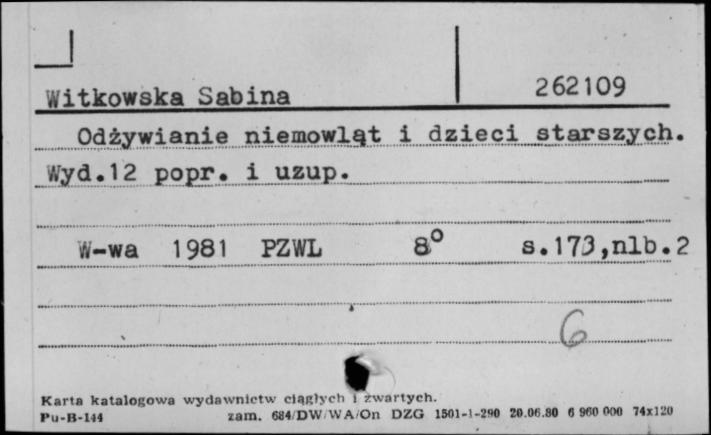 Witkowska Sabina 262109
Odżywianie niemowląt i dzieci starszych.
Wyd.12 popr. i uzup.
W-wa 1981 PZWL 8° s.173,nlb.2
6
Karta katalogowa wydawnictw ciągłych i zwartych.
Pu-B-144 zam. 684/DW/WA/On DZG 1501-1-290 20.06.80 6 960 000 74x120